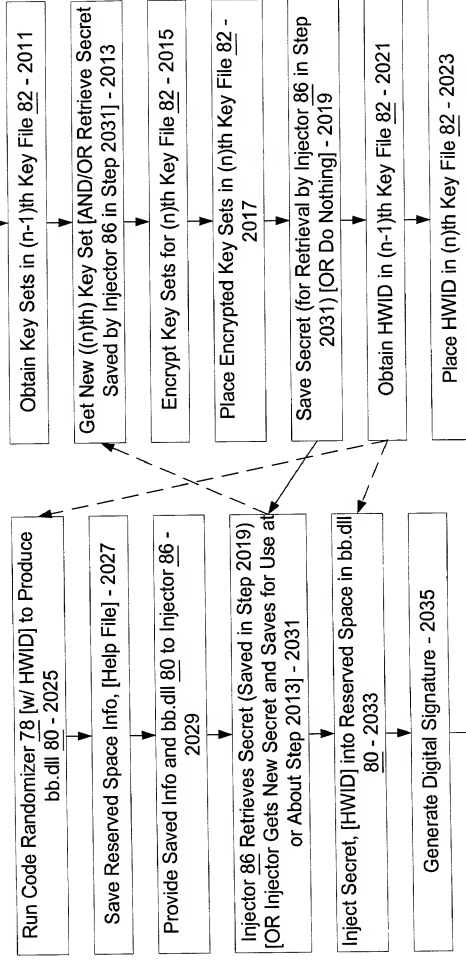 Obtain Key Sets in (n-1)th Key File 82 - 2011
Get New ((n)th) Key Set [AND/OR Retrieve Secret
Saved by Injector 86 in Step 2031] - 2013
Encrypt Key Sets for (n)th Key File 82 - 2015
Place Encrypted Key Sets in (n)th Key File 82 -
2017
Save Secret (for Retrieval by Injector 86 in Step
2031) [OR Do Nothing] - 2019
Obtain HWID in (n-1)th Key File 82 - 2021
Place HWID in (n)th Key File 82 - 2023
Run Code Randomizer 78 [w/ HWID] to Produce
bb.dll 80 - 2025
Save Reserved Space Info, [Help File] - 2027
Provide Saved Info and bb.dll 80 to Injector 86 -
2029
Injector 86 Retrieves Secret (Saved in Step 2019)
[OR Injector Gets New Secret and Saves for Use at
or About Step 2013] - 2031
Inject Secret, [HWID] into Reserved Space in bb.dll
80 - 2033
Generate Digital Signature - 2035